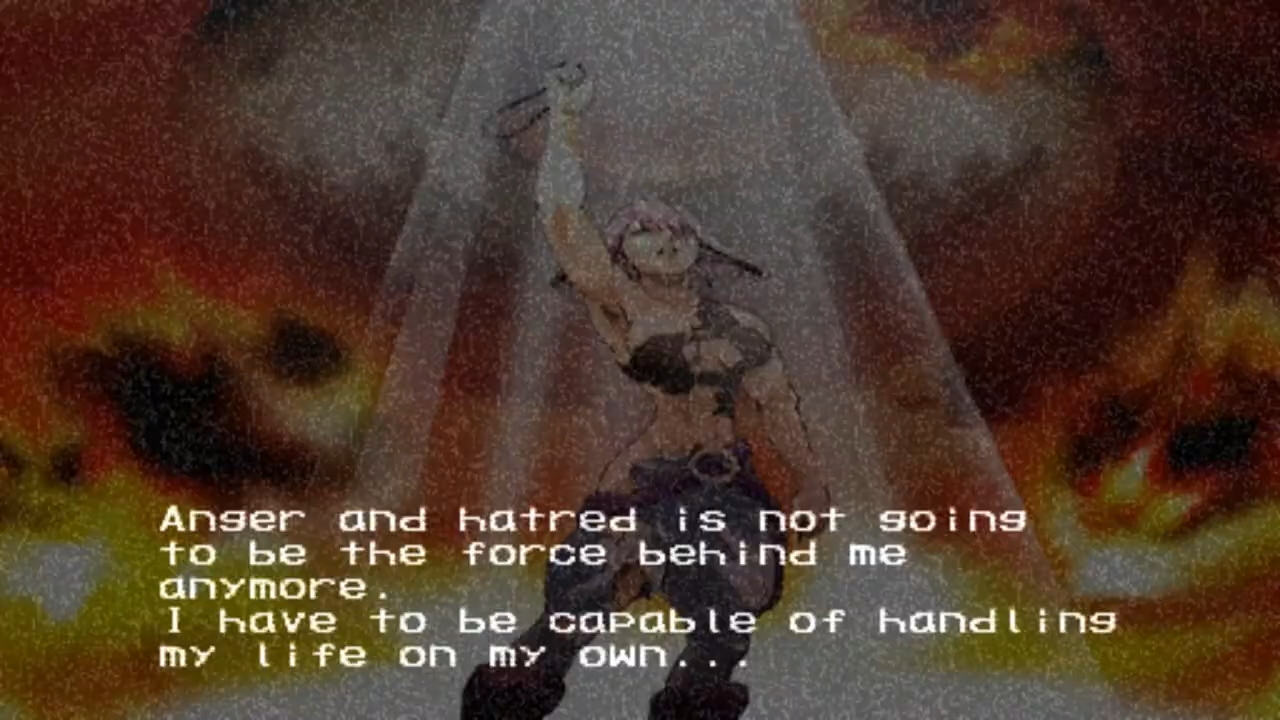 Anger and hatred is not going
to be the force behind me
anymore.
I have to be capable of handling
my life on my own...